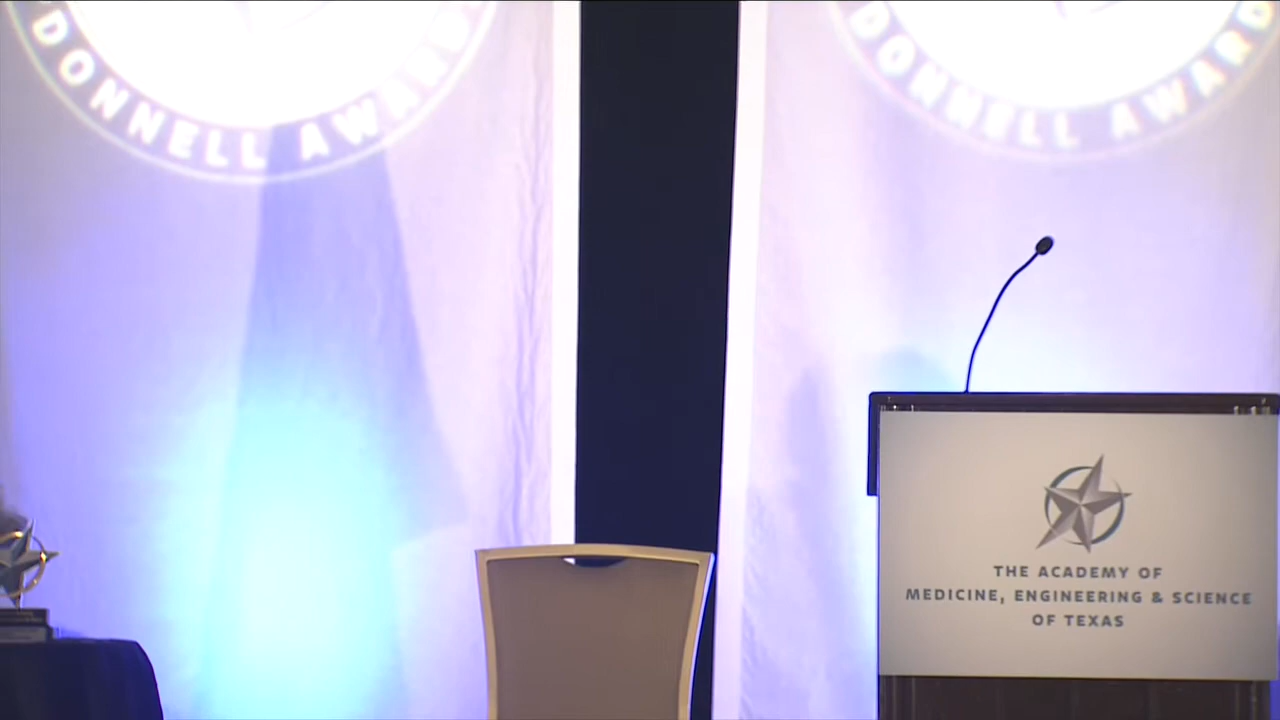 DONNELL AWARD
DONNELL AWARD
THE ACADEMY OF
MEDICINE, ENGINEERING & SCIENCE
OF TEXAS